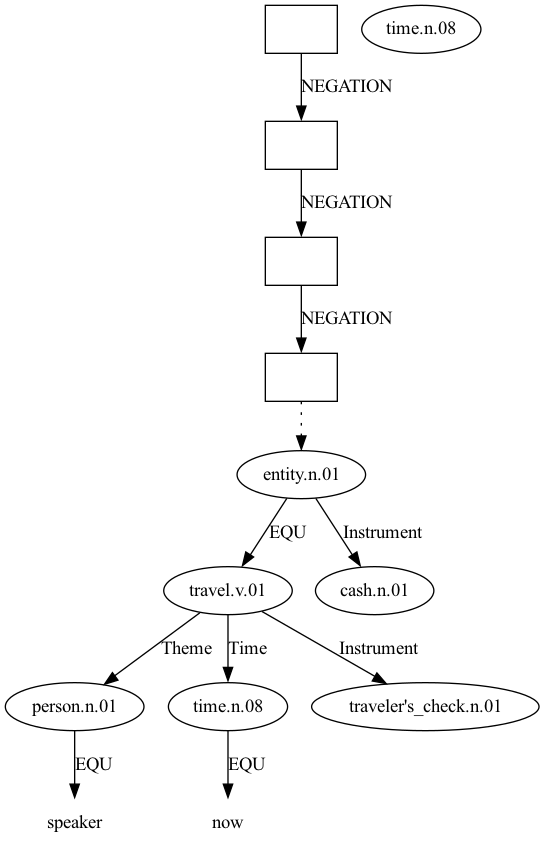 time.n.08
NEGATION
NEGATION
NEGATION
entity.n.01
EQU
Instrument
travel.v.01
cash.n.01
Theme
Time
Instrument
person.n.01
time.n.08
traveler's_check.n.01
EQU
EQU
speaker
now